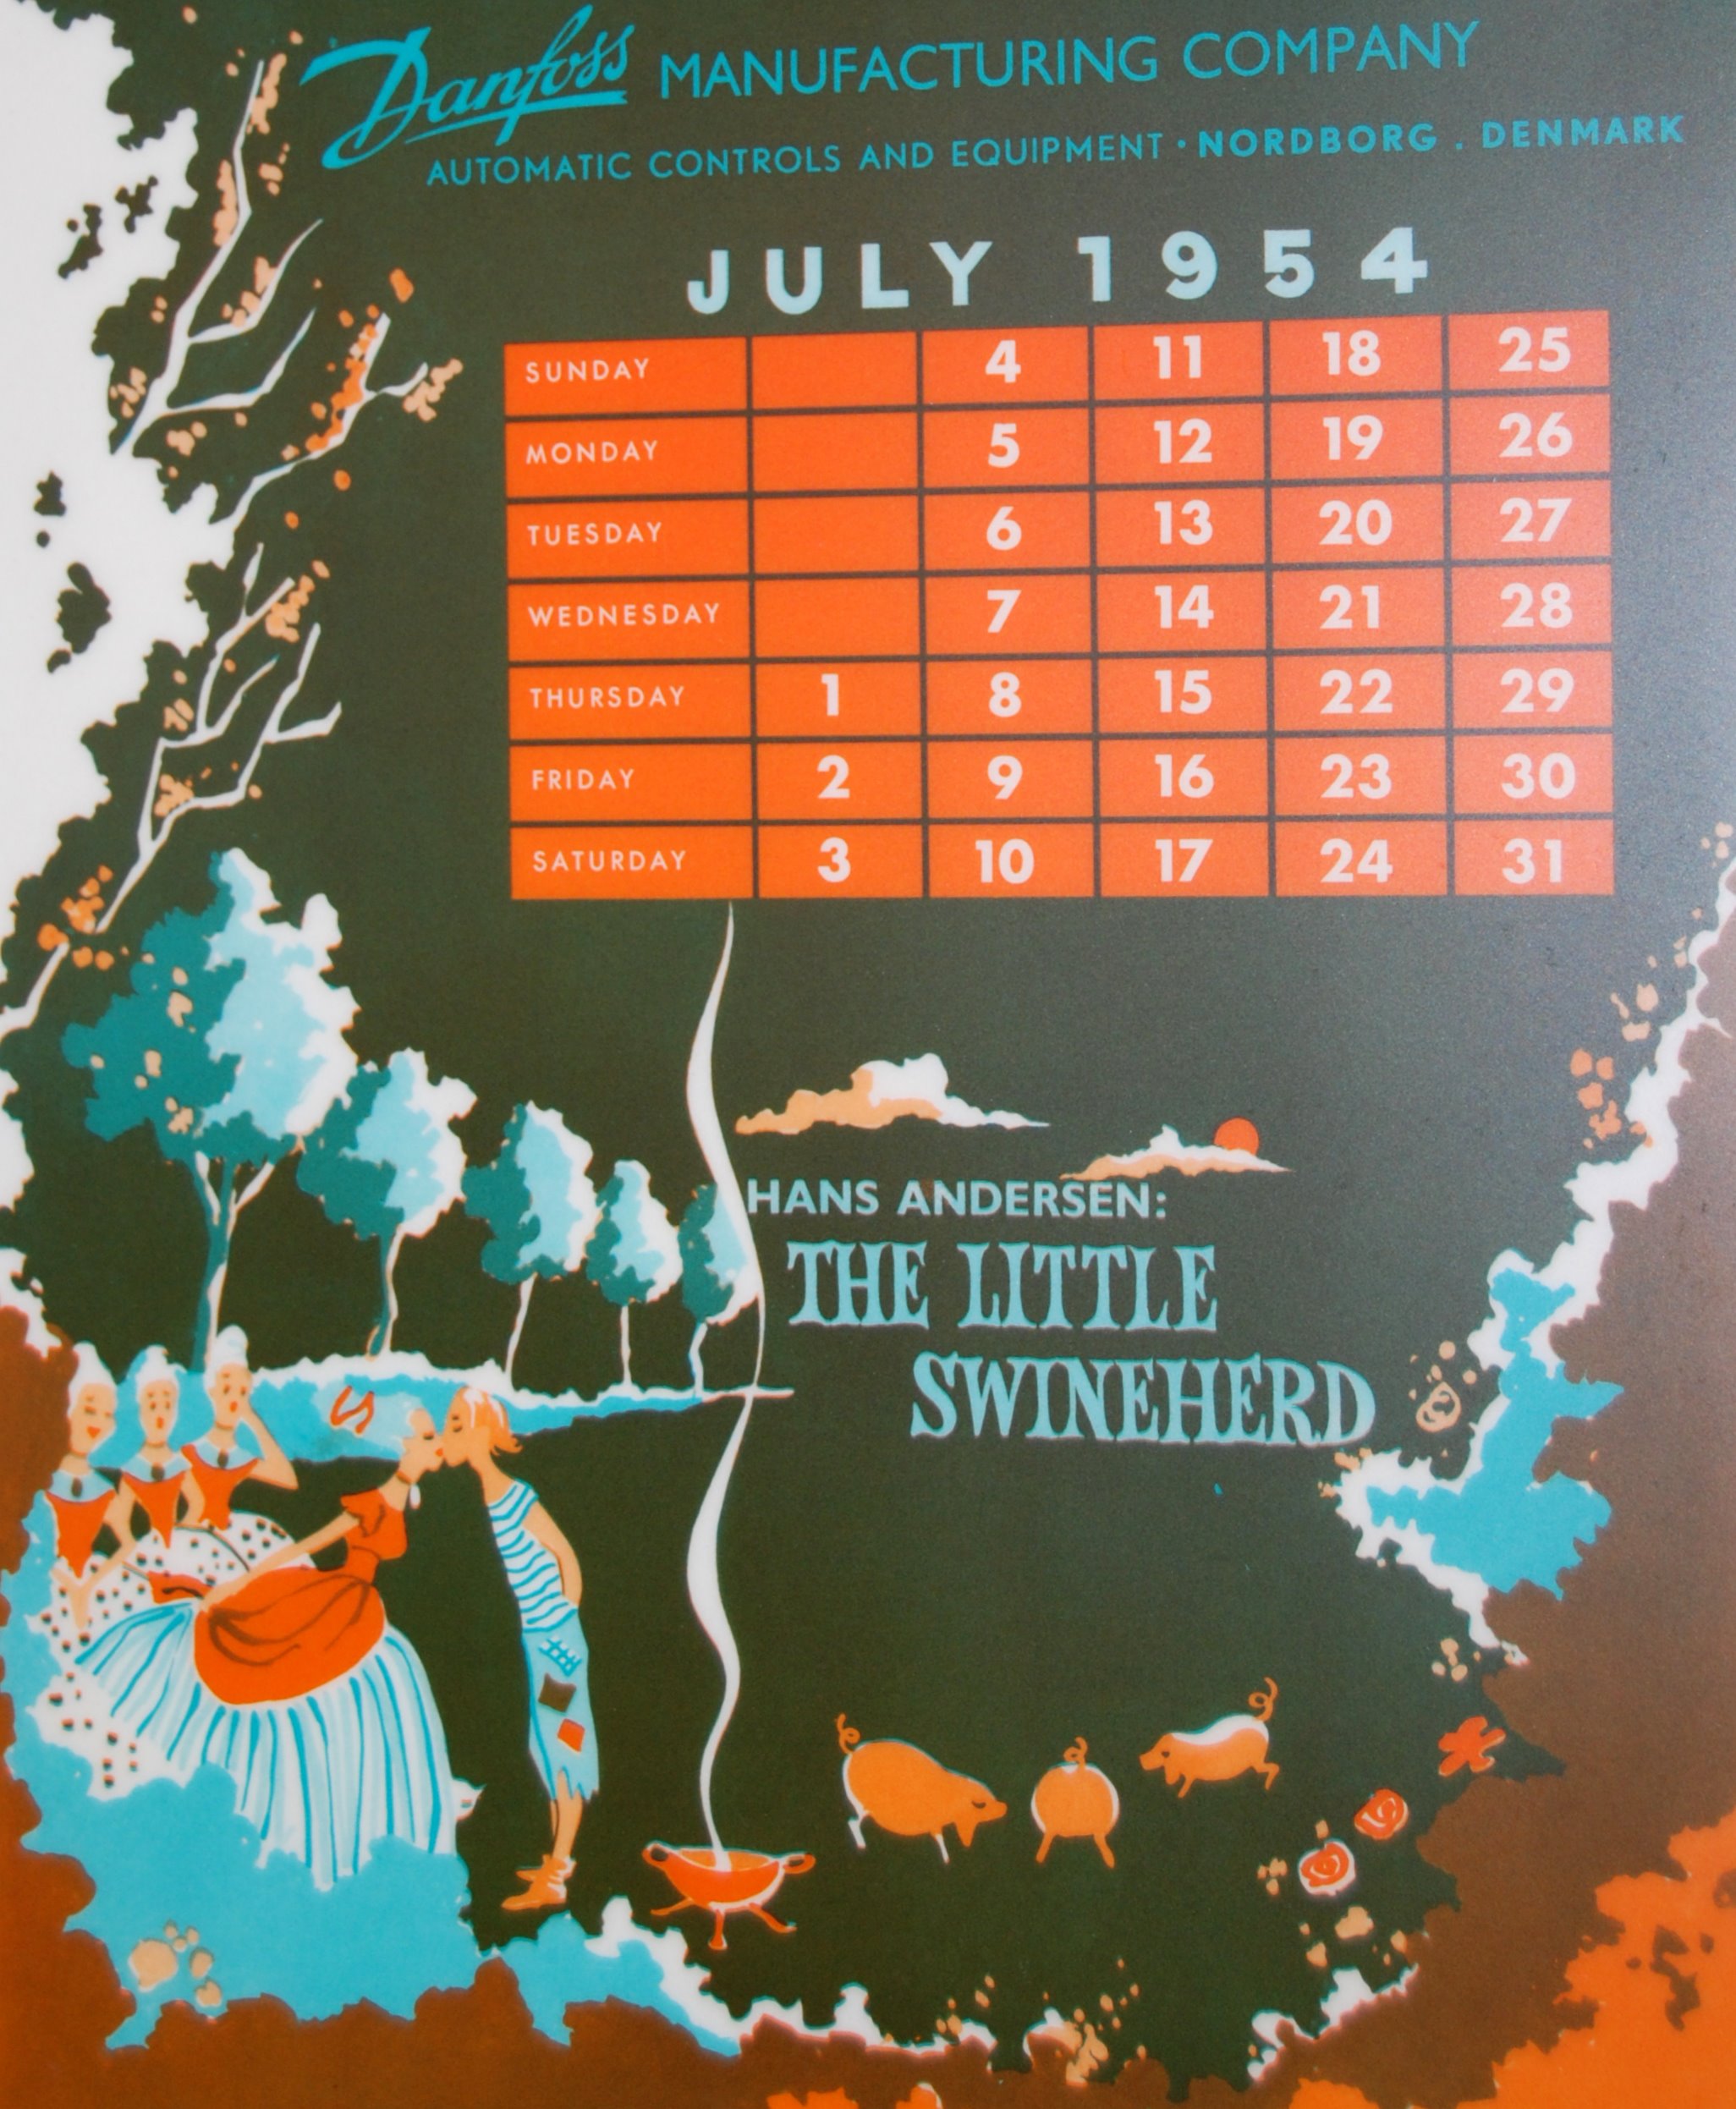 Danfoss MANUFACTURING COMPANY
AUTOMATIC CONTROLS AND EQUIPMENT · NORDBORG . DENMARK
JULY 1954
SUNDAY 4 11 18 25
MONDAY 5 12 19 26
TUESDAY 6 13 20 27
WEDNESDAY 7 14 21 28
THURSDAY 1 8 15 22 29
FRIDAY 2 9 16 23 30
SATURDAY 3 10 17 24 31
HANS ANDERSEN:
THE LITTLE
SWINEHERD